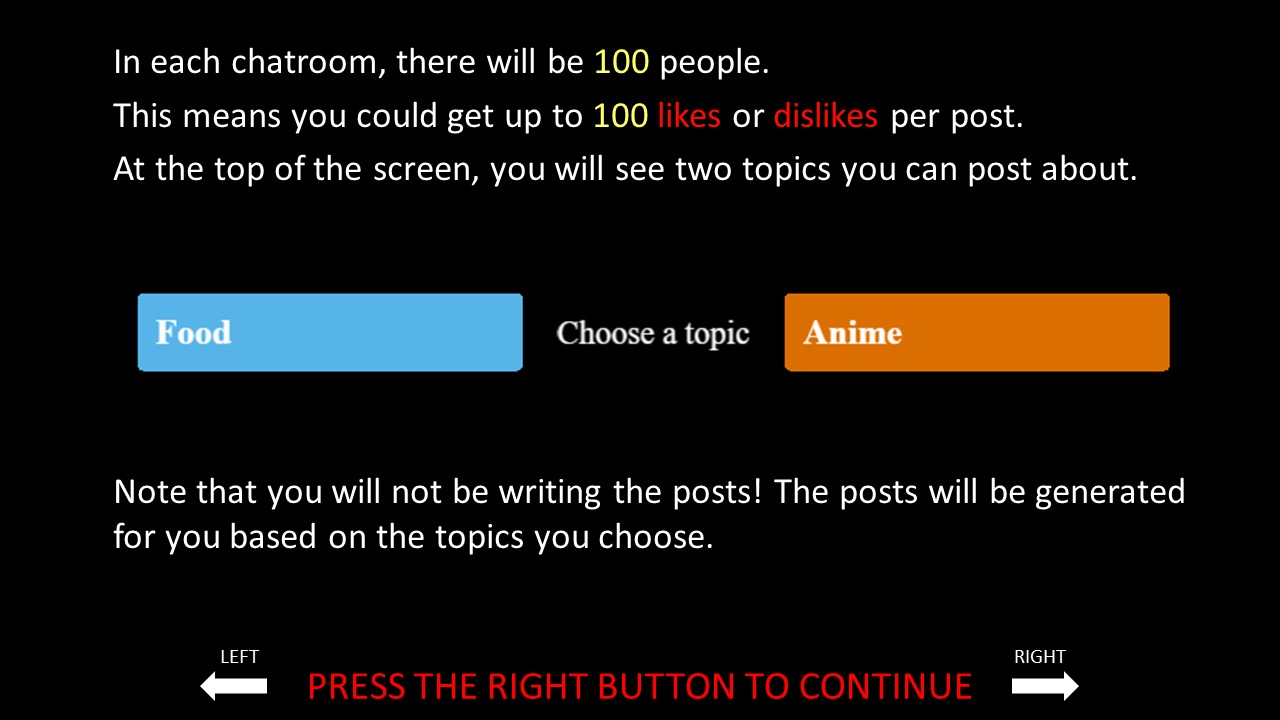 In each chatroom, there will be 100 people.
This means you could get up to 100 likes or dislikes per post.
At the top of the screen, you will see two topics you can post about.
Food
Choose a topic
Anime
Note that you will not be writing the posts! The posts will be generated
for you based on the topics you choose.
LEFT
RIGHT
PRESS THE RIGHT BUTTON TO CONTINUE